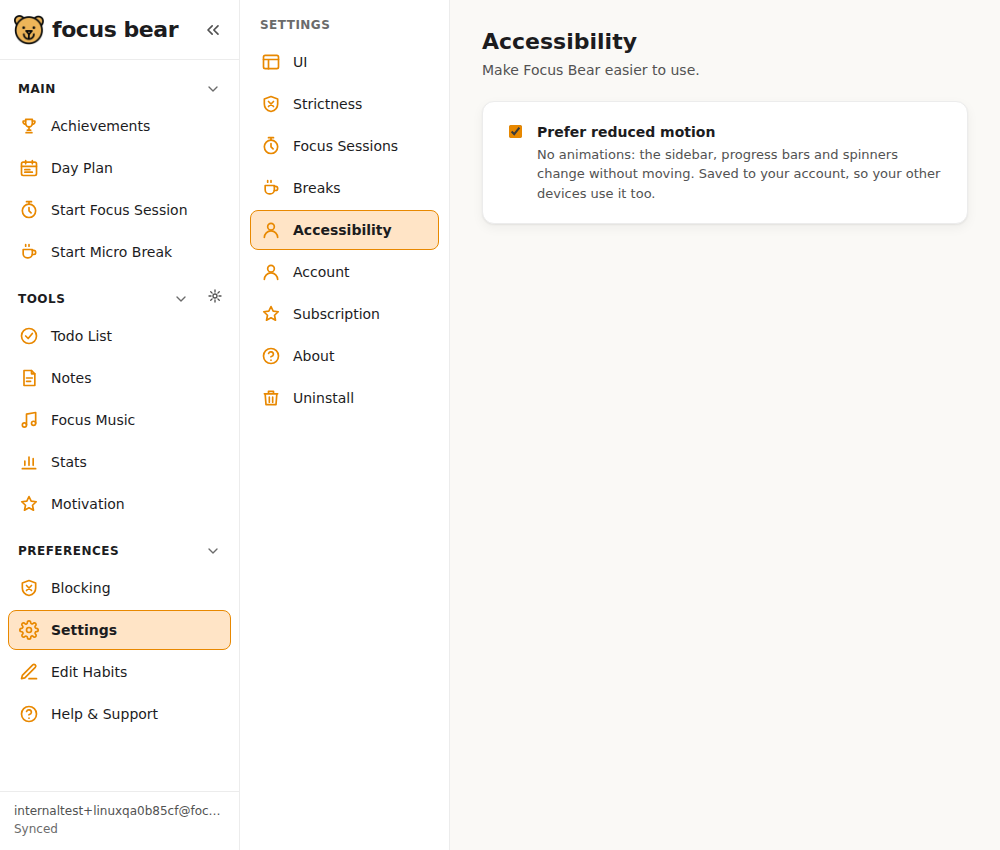 focus bear
MAIN
Achievements
Day Plan
Start Focus Session
Start Micro Break
TOOLS
Todo List
Notes
Focus Music
Stats
Motivation
PREFERENCES
Blocking
Settings
Edit Habits
Help & Support
internaltest+linuxqa0b85cf@foc...
Synced
SETTINGS
UI
Strictness
Focus Sessions
Breaks
Accessibility
Account
Subscription
About
Uninstall
Accessibility
Make Focus Bear easier to use.
Prefer reduced motion
No animations: the sidebar, progress bars and spinners
change without moving. Saved to your account, so your other
devices use it too.